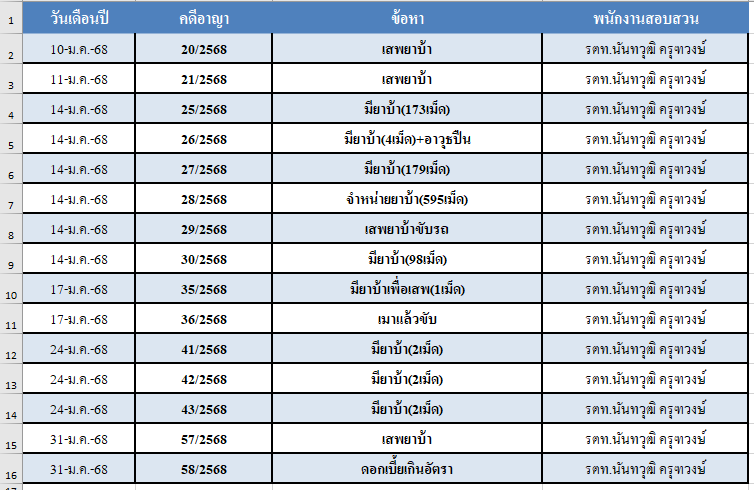 1 วันเดือนปี คดีอาญา ข้อหา พนักงานสอบสวน
2 10-ม.ค.-68 20/2568 เสพยาบ้า รตท.นันทวุฒิ ครุฑวงษ์
3 11-ม.ค.-68 21/2568 เสพยาบ้า รตท.นันทวุฒิ ครุฑวงษ์
4 14-ม.ค.-68 25/2568 มียาบ้า(173เม็ด) รตท.นันทวุฒิ ครุฑวงษ์
5 14-ม.ค.-68 26/2568 มียาบ้า(4เม็ด)+อาวุธปืน รตท.นันทวุฒิ ครุฑวงษ์
6 14-ม.ค.-68 27/2568 มียาบ้า(179เม็ด) รตท.นันทวุฒิ ครุฑวงษ์
7 14-ม.ค.-68 28/2568 จำหน่ายยาบ้า(595เม็ด) รตท.นันทวุฒิ ครุฑวงษ์
8 14-ม.ค.-68 29/2568 เสพยาบ้าขับรถ รตท.นันทวุฒิ ครุฑวงษ์
9 14-ม.ค.-68 30/2568 มียาบ้า(98เม็ด) รตท.นันทวุฒิ ครุฑวงษ์
10 17-ม.ค.-68 35/2568 มียาบ้าเพื่อเสพ(1เม็ด) รตท.นันทวุฒิ ครุฑวงษ์
11 17-ม.ค.-68 36/2568 เมาแล้วขับ รตท.นันทวุฒิ ครุฑวงษ์
12 24-ม.ค.-68 41/2568 มียาบ้า(2เม็ด) รตท.นันทวุฒิ ครุฑวงษ์
13 24-ม.ค.-68 42/2568 มียาบ้า(2เม็ด) รตท.นันทวุฒิ ครุฑวงษ์
14 24-ม.ค.-68 43/2568 มียาบ้า(2เม็ด) รตท.นันทวุฒิ ครุฑวงษ์
15 31-ม.ค.-68 57/2568 เสพยาบ้า รตท.นันทวุฒิ ครุฑวงษ์
16 31-ม.ค.-68 58/2568 ดอกเบี้ยเกินอัตรา รตท.นันทวุฒิ ครุฑวงษ์